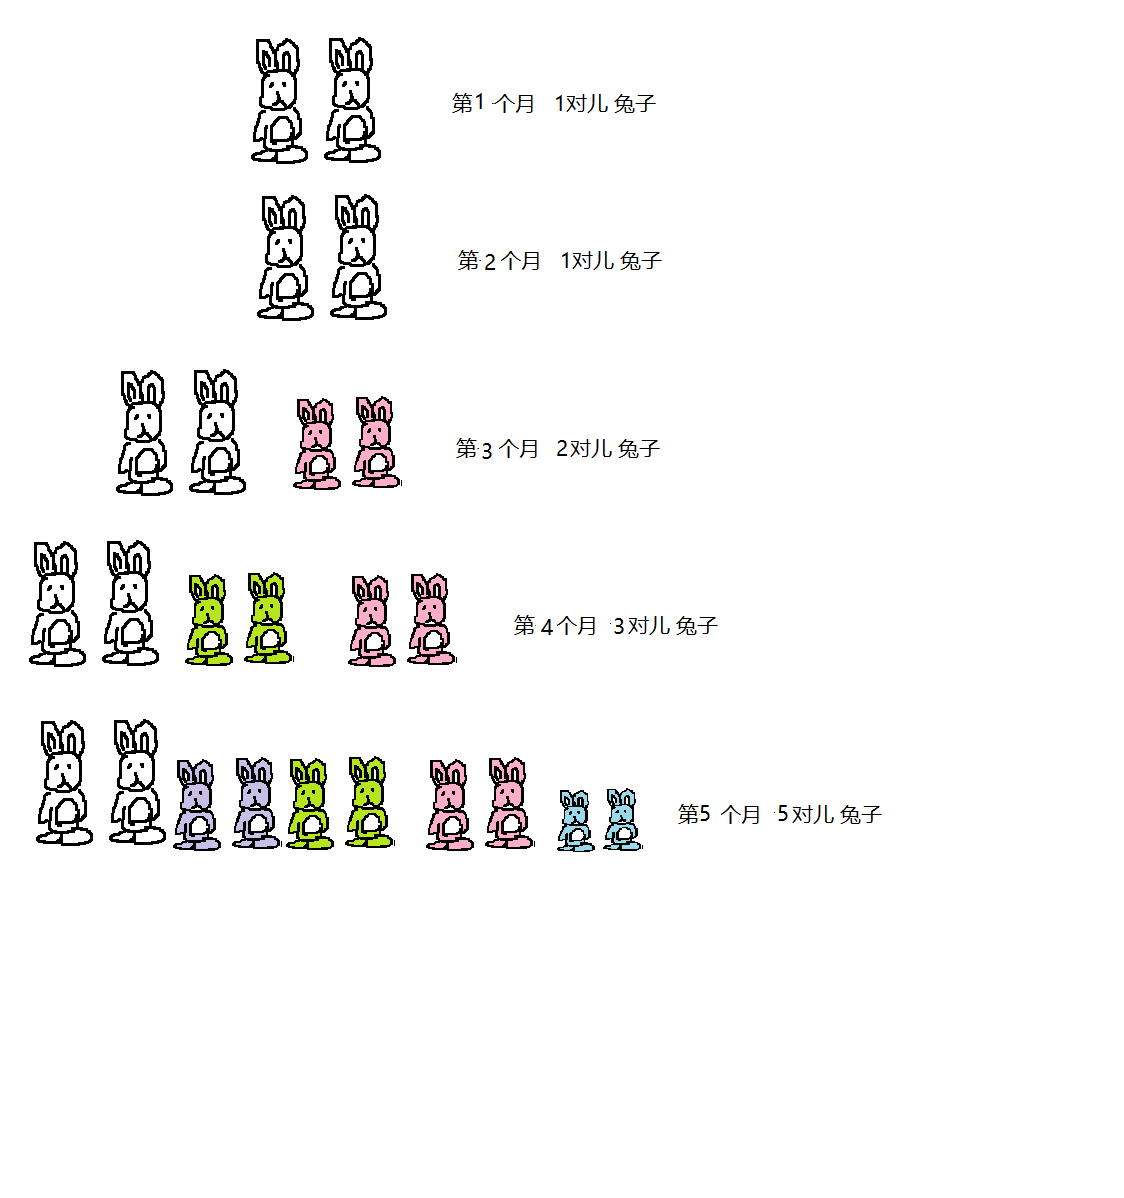 第1 个月 1对儿 兔子
第2 个月 1对儿 兔子
第3 个月 2对儿 兔子
第4个月 3对儿 兔子
第5 个月 5对儿 兔子